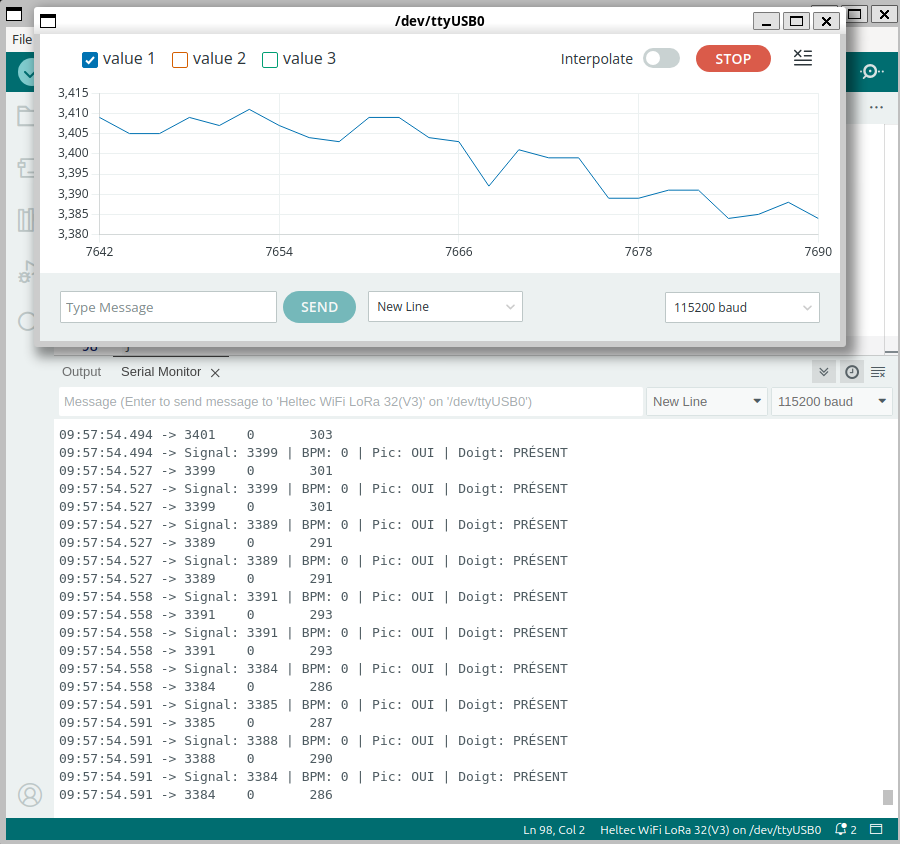 /dev/ttyUSB0
File
value 1 value 2 value 3 Interpolate STOP
3,415
3,410
3,405
3,400
3,395
3,390
3,385
3,380
7642 7654 7666 7678 7690
Type Message SEND New Line 115200 baud
98 }
Output Serial Monitor
Message (Enter to send message to 'Heltec WiFi LoRa 32(V3)' on '/dev/ttyUSB0') New Line 115200 baud
09:57:54.494 -> 3401 0 303
09:57:54.494 -> Signal: 3399 | BPM: 0 | Pic: OUI | Doigt: PRÉSENT
09:57:54.527 -> 3399 0 301
09:57:54.527 -> Signal: 3399 | BPM: 0 | Pic: OUI | Doigt: PRÉSENT
09:57:54.527 -> 3399 0 301
09:57:54.527 -> Signal: 3389 | BPM: 0 | Pic: OUI | Doigt: PRÉSENT
09:57:54.527 -> 3389 0 291
09:57:54.527 -> Signal: 3389 | BPM: 0 | Pic: OUI | Doigt: PRÉSENT
09:57:54.527 -> 3389 0 291
09:57:54.558 -> Signal: 3391 | BPM: 0 | Pic: OUI | Doigt: PRÉSENT
09:57:54.558 -> 3391 0 293
09:57:54.558 -> Signal: 3391 | BPM: 0 | Pic: OUI | Doigt: PRÉSENT
09:57:54.558 -> 3391 0 293
09:57:54.558 -> Signal: 3384 | BPM: 0 | Pic: OUI | Doigt: PRÉSENT
09:57:54.558 -> 3384 0 286
09:57:54.591 -> Signal: 3385 | BPM: 0 | Pic: OUI | Doigt: PRÉSENT
09:57:54.591 -> 3385 0 287
09:57:54.591 -> Signal: 3388 | BPM: 0 | Pic: OUI | Doigt: PRÉSENT
09:57:54.591 -> 3388 0 290
09:57:54.591 -> Signal: 3384 | BPM: 0 | Pic: OUI | Doigt: PRÉSENT
09:57:54.591 -> 3384 0 286
Ln 98, Col 2 Heltec WiFi LoRa 32(V3) on /dev/ttyUSB0 2